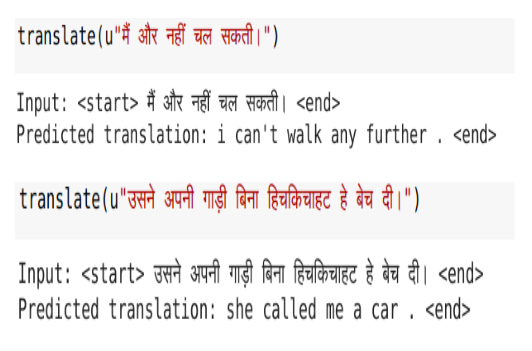 translate(u"मैं और नहीं चल सकती।")
Input: <start> मैं और नहीं चल सकती। <end>
Predicted translation: i can't walk any further . <end>
translate(u"उसने अपनी गाड़ी बिना हिचकिचाहट हे बेच दी।")
Input: <start> उसने अपनी गाड़ी बिना हिचकिचाहट हे बेच दी। <end>
Predicted translation: she called me a car . <end>